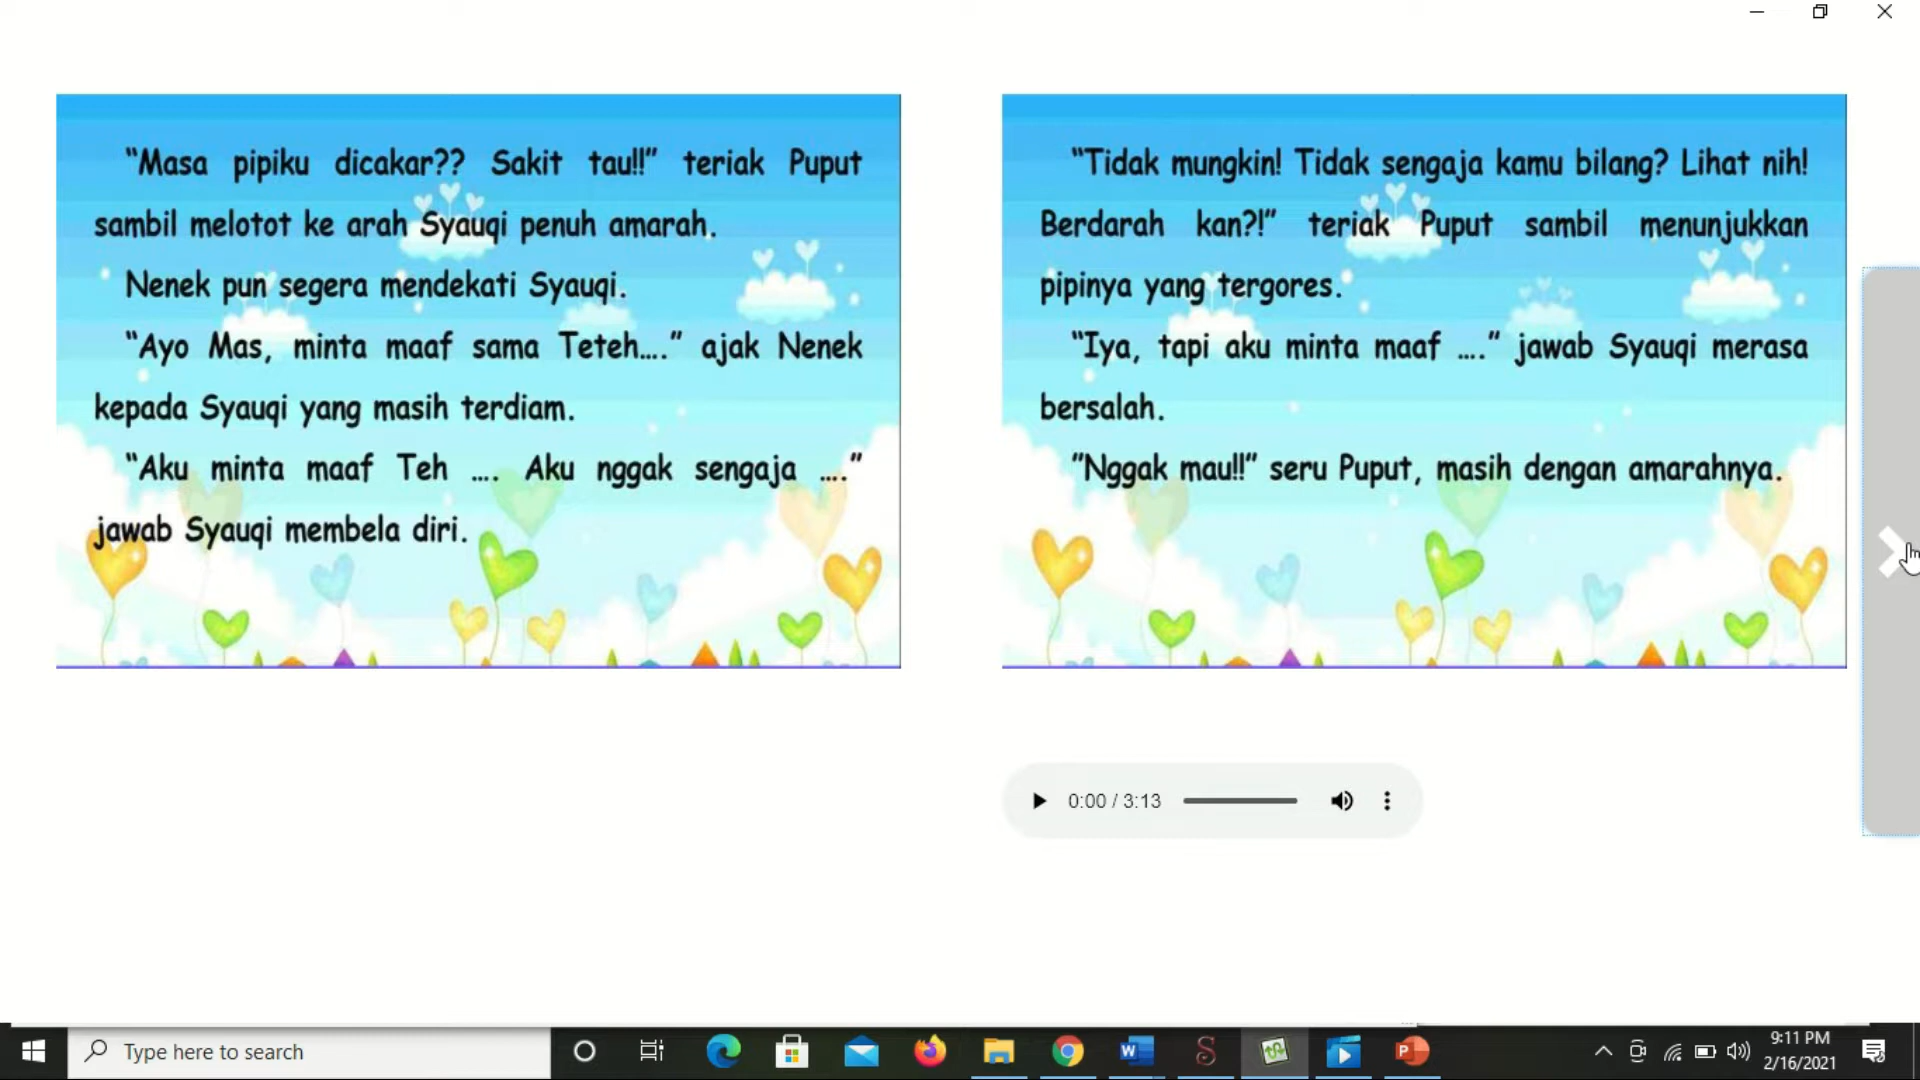 “Masa pipiku dicakar?? Sakit tau!!” teriak Puput
sambil melotot ke arah Syauqi penuh amarah.
Nenek pun segera mendekati Syauqi.
“Ayo Mas, minta maaf sama Teteh....” ajak Nenek
kepada Syauqi yang masih terdiam.
“Aku minta maaf Teh .... Aku nggak sengaja ....”
jawab Syauqi membela diri.
“Tidak mungkin! Tidak sengaja kamu bilang? Lihat nih!
Berdarah kan?!” teriak Puput sambil menunjukkan
pipinya yang tergores.
“Iya, tapi aku minta maaf ....” jawab Syauqi merasa
bersalah.
”Nggak mau!!” seru Puput, masih dengan amarahnya.
0:00 / 3:13
Type here to search
9:11 PM
2/16/2021